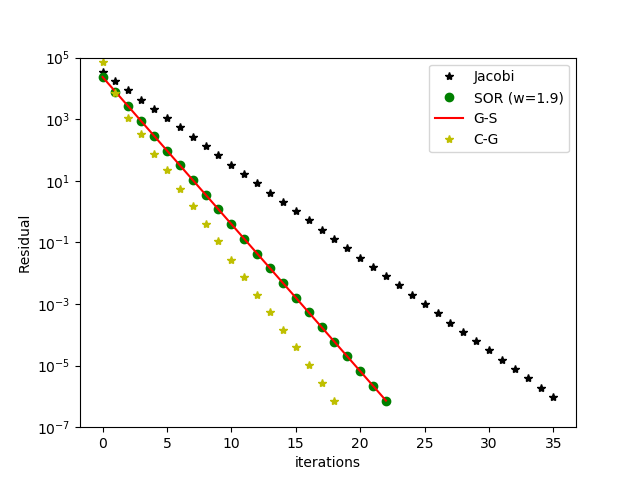 Jacobi
SOR (w=1.9)
G-S
C-G
10^5
10^3
10^1
10^−1
10^−3
10^−5
10^−7
Residual
0 5 10 15 20 25 30 35
iterations